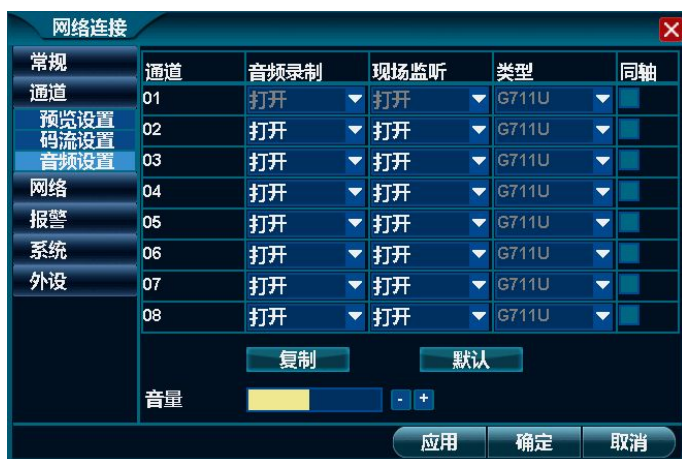 网络连接
常规
通道
预览设置
码流设置
音频设置
网络
报警
系统
外设
通道 音频录制 现场监听 类型 同轴
01 打开 打开 G711U
02 打开 打开 G711U
03 打开 打开 G711U
04 打开 打开 G711U
05 打开 打开 G711U
06 打开 打开 G711U
07 打开 打开 G711U
08 打开 打开 G711U
复制 默认
音量 - +
应用 确定 取消